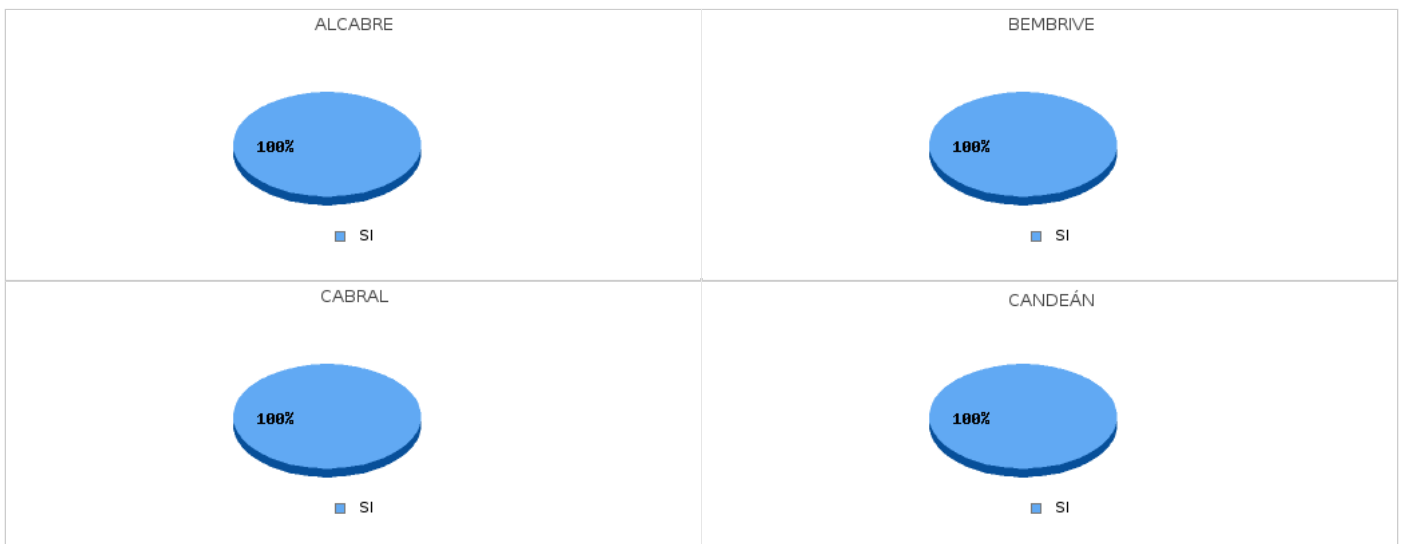 ALCABRE
100%
SI
BEMBRIVE
100%
SI
CABRAL
100%
SI
CANDEÁN
100%
SI